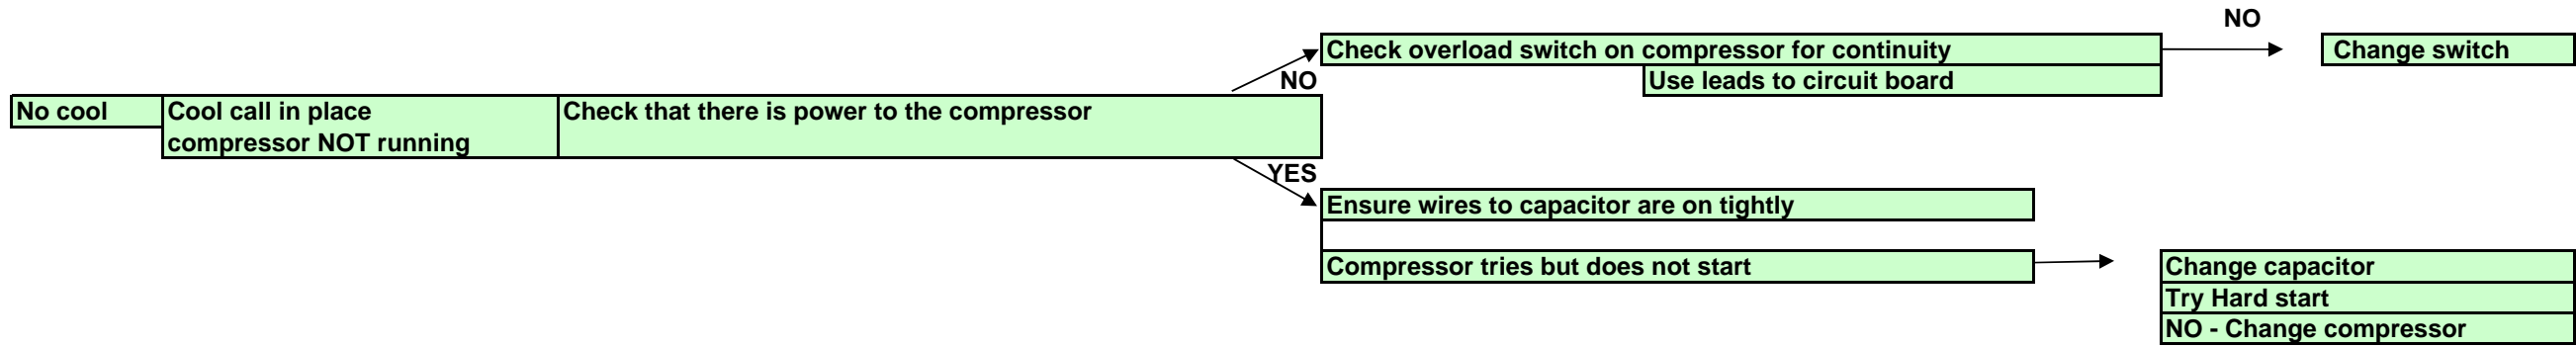 NO
Check overload switch on compressor for continuity
Change switch
NO
Use leads to circuit board
No cool
Cool call in place
compressor NOT running
Check that there is power to the compressor
YES
Ensure wires to capacitor are on tightly
Compressor tries but does not start
Change capacitor
Try Hard start
NO - Change compressor